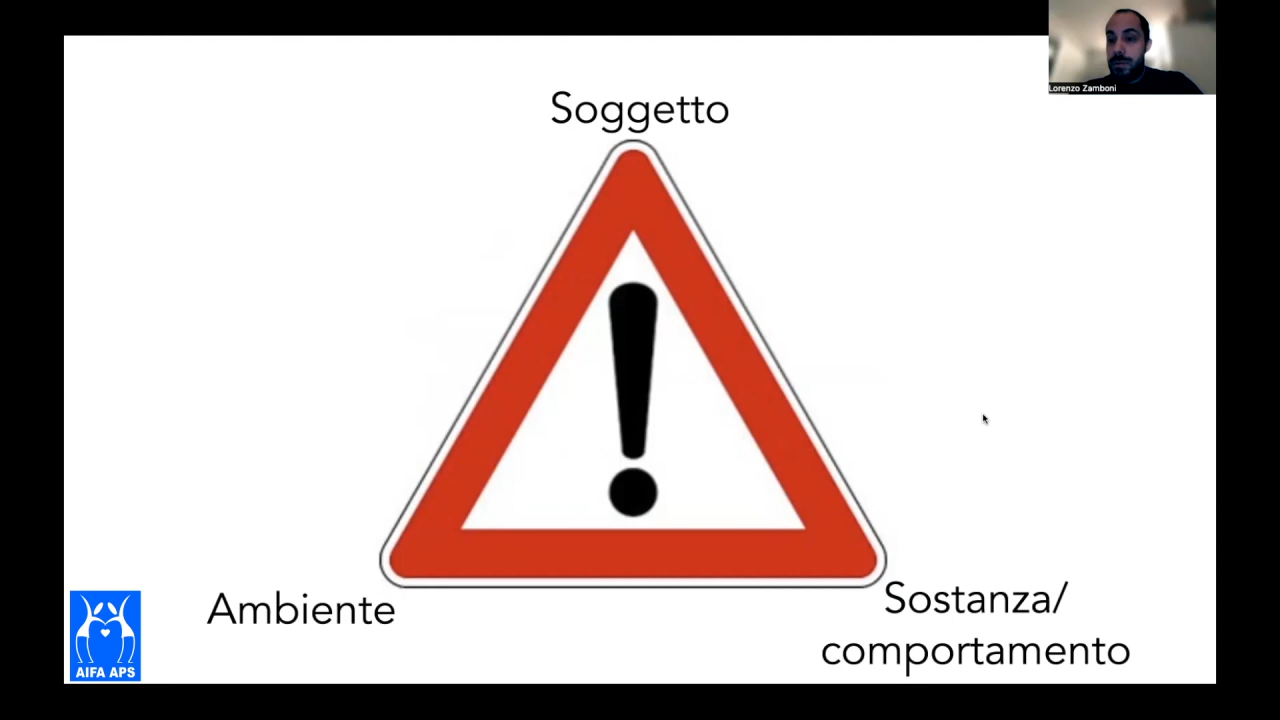 Lorenzo Zamboni
Soggetto
!
Ambiente
Sostanza/
comportamento
AIFA APS